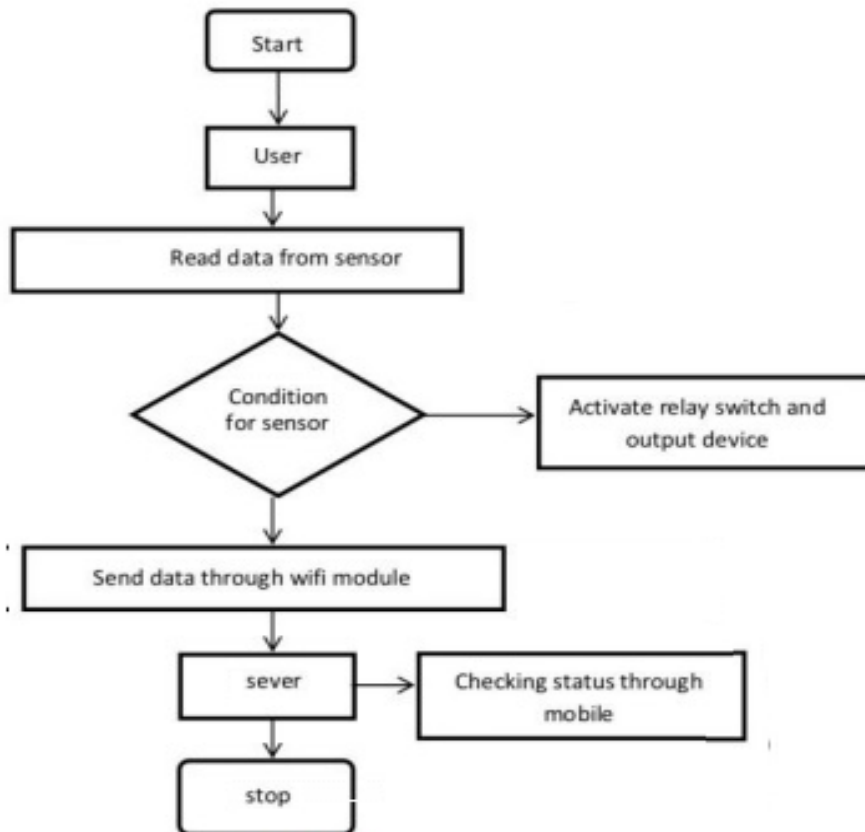 Start
User
Read data from sensor
Condition
for sensor
Activate relay switch and
output device
Send data through wifi module
sever
Checking status through
mobile
stop